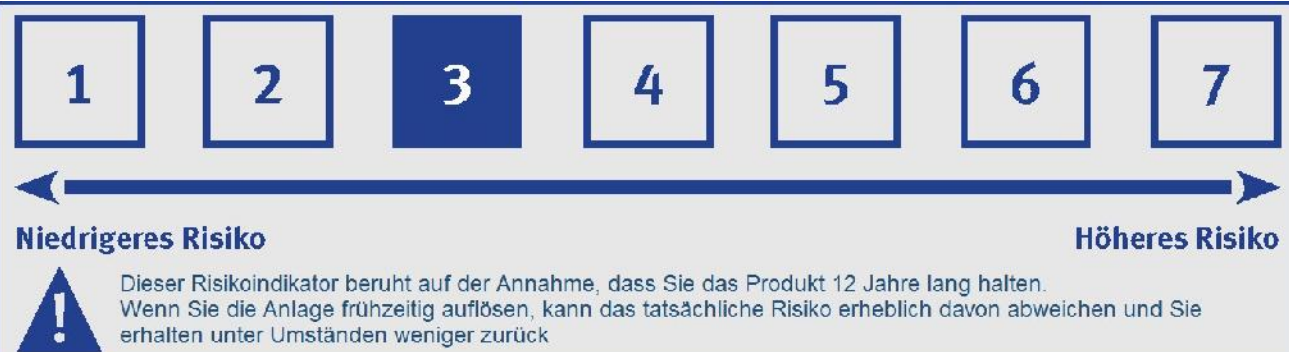 1 2 3 4 5 6 7
Niedrigeres Risiko Höheres Risiko
!
Dieser Risikoindikator beruht auf der Annahme, dass Sie das Produkt 12 Jahre lang halten.
Wenn Sie die Anlage frühzeitig auflösen, kann das tatsächliche Risiko erheblich davon abweichen und Sie
erhalten unter Umständen weniger zurück